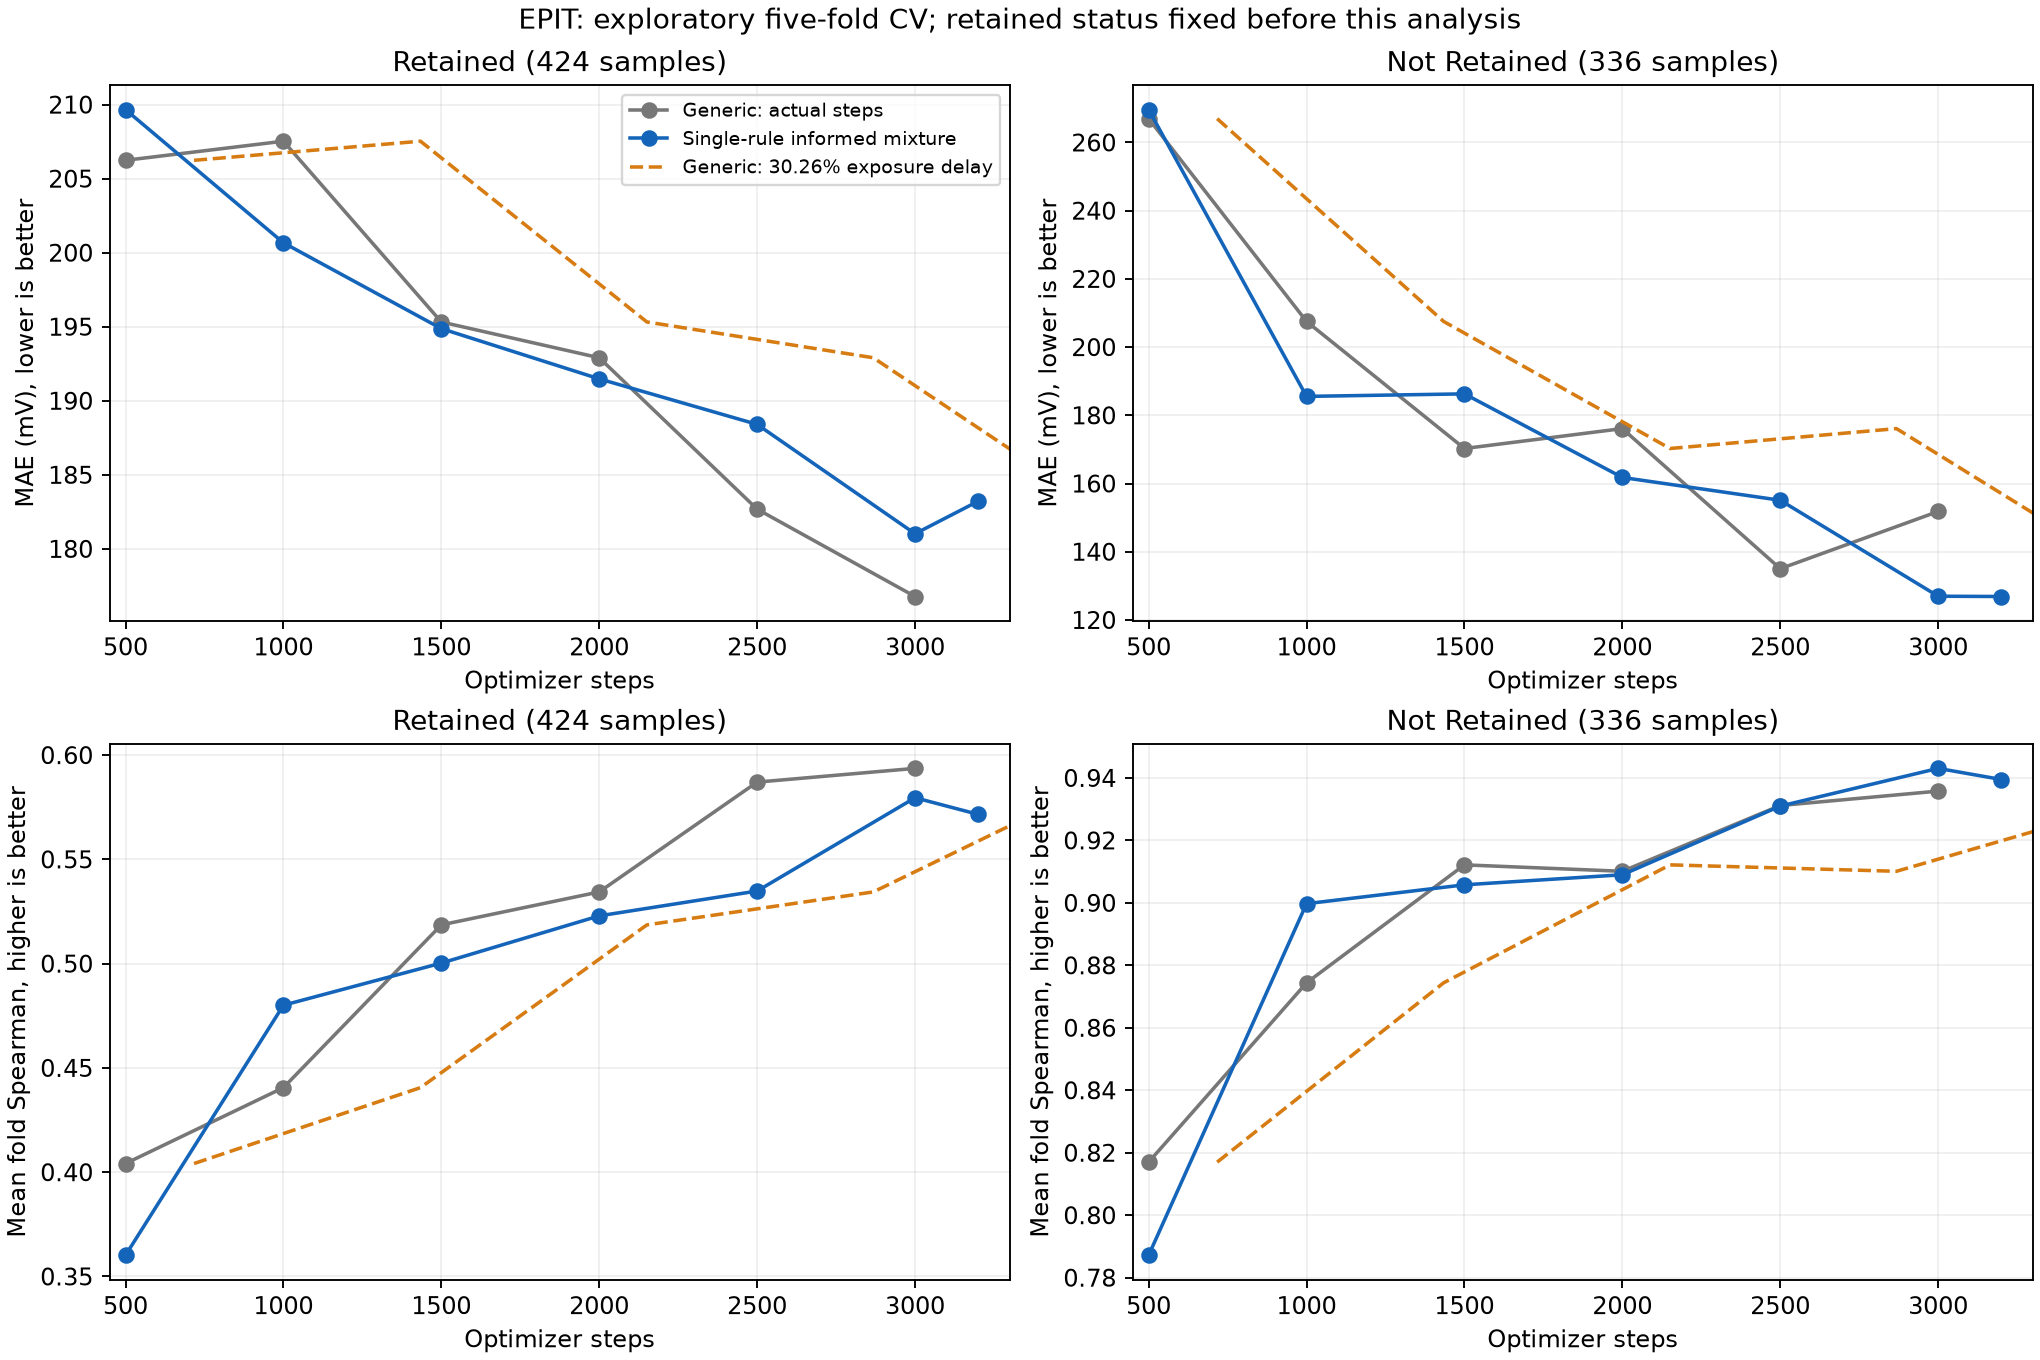 EPIT: exploratory five-fold CV; retained status fixed before this analysis
Retained (424 samples)
MAE (mV), lower is better
210
205
200
195
190
185
180
Generic: actual steps
Single-rule informed mixture
Generic: 30.26% exposure delay
500 1000 1500 2000 2500 3000
Optimizer steps
Not Retained (336 samples)
MAE (mV), lower is better
260
240
220
200
180
160
140
120
500 1000 1500 2000 2500 3000
Optimizer steps
Retained (424 samples)
Mean fold Spearman, higher is better
0.60
0.55
0.50
0.45
0.40
0.35
500 1000 1500 2000 2500 3000
Optimizer steps
Not Retained (336 samples)
Mean fold Spearman, higher is better
0.94
0.92
0.90
0.88
0.86
0.84
0.82
0.80
0.78
500 1000 1500 2000 2500 3000
Optimizer steps